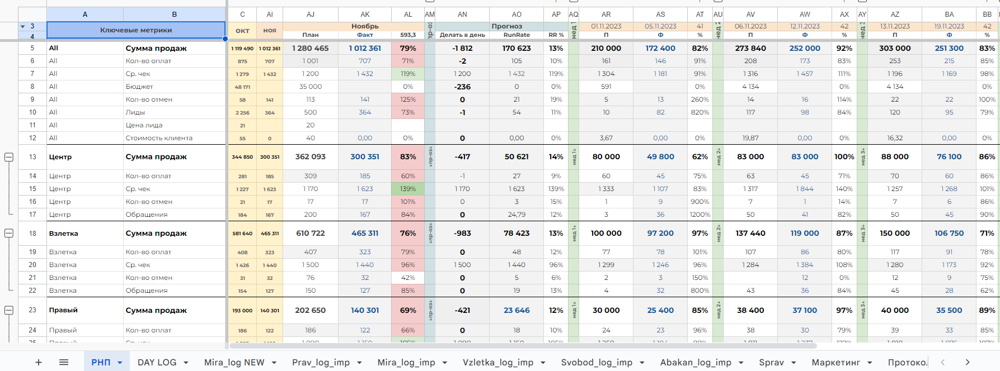 A B C AI AJ AK AL AM AN AO AP AQ AR AS AT AU AV AW AX AY AZ BA BB
3 Ключевые метрики окт ноя Ноябрь Прогноз нед 1 01.11.2023 05.11.2023 41 06.11.2023 12.11.2023 42 13.11.2023 19.11.2023 42
4 План Факт 593,3 Делать в день RunRate RR % П Ф % П Ф % П Ф %
5 All Сумма продаж 1 119 490 1 012 361 1 280 465 1 012 361 79% -1 812 170 623 13% 210 000 172 400 82% 273 840 252 000 92% 303 000 251 300 83%
6 All Кол-во оплат 875 707 1 001 707 71% -2 105 10% 161 146 91% 208 173 83% 253 215 85%
7 All Ср. чек 1 279 1 432 1 200 1 432 119% 1 200 1 432 119% 1 304 1 181 91% 1 316 1 457 111% 1 196 1 169 98%
8 All Бюджет 48 171 35 000 0% -236 0 0% 591 0% 4 134 0% 4 134 0%
9 All Кол-во отмен 58 141 113 141 125% 0 21 19% 5 13 260% 14 16 114% 22 22 100%
10 All Лиды 2 256 364 500 364 73% -1 54 11% 10 82 820% 117 98 84% 120 95 79%
11 All Цена лида 21 20
12 All Стоимость клиента 55 0 40 0,00 0% 0 0,00 0% 3,67 0,00 0% 19,87 0,00 0% 16,32 0,00 0%
13 Центр Сумма продаж 344 850 300 351 362 093 300 351 83% ↓пр-оз↓ -417 50 621 14% нед 1↓ 80 000 49 800 62% нед 2↓ 83 000 83 000 100% нед 3↓ 88 000 76 100 86%
14 Центр Кол-во оплат 281 185 309 185 60% -1 27 9% 60 45 75% 63 45 71% 70 60 86%
15 Центр Ср. чек 1 227 1 623 1 170 1 623 139% 1 170 1 623 139% 1 333 1 107 83% 1 317 1 844 140% 1 257 1 268 101%
16 Центр Кол-во отмен 21 17 17 17 101% 0 3 15% 1 9 900% 7 1 14% 7 6 86%
17 Центр Обращения 184 167 200 167 84% 0 24,79 12% 3 36 1200% 50 41 82% 50 45 90%
18 Взлетка Сумма продаж 581 640 465 311 610 722 465 311 76% ↓пр-оз↓ -983 78 423 13% нед 1↓ 100 000 97 200 97% нед 2↓ 137 440 119 000 87% нед 3↓ 150 000 106 750 71%
19 Взлетка Кол-во оплат 408 323 407 323 79% 0 48 12% 77 78 101% 107 86 80% 117 91 78%
20 Взлетка Ср. чек 1 426 1 440 1 500 1 440 96% 1 500 1 440 96% 1 299 1 246 96% 1 284 1 384 108% 1 280 1 173 92%
21 Взлетка Кол-во отмен 31 32 76 32 42% 0 5 6% 2 3 150% 12 0% 12 9 75%
22 Взлетка Обращения 154 127 150 127 85% 0 19 13% 4 32 800% 43 36 84% 45 28 62%
23 Правый Сумма продаж 193 000 140 301 202 650 140 301 69% ↓пр-оз↓ -421 23 646 12% нед 1↓ 30 000 25 400 85% нед 2↓ 38 400 37 100 97% нед 3↓ 40 000 35 500 89%
24 Правый Кол-во оплат 186 122 186 122 66% 0 18 10% 24 23 96% 38 30 79% 39 33 85%
РНП DAY LOG Mira_log NEW Prav_log_imp Mira_log_imp Vzletka_log_imp Svobod_log_imp Abakan_log_imp Sprav Маркетинг